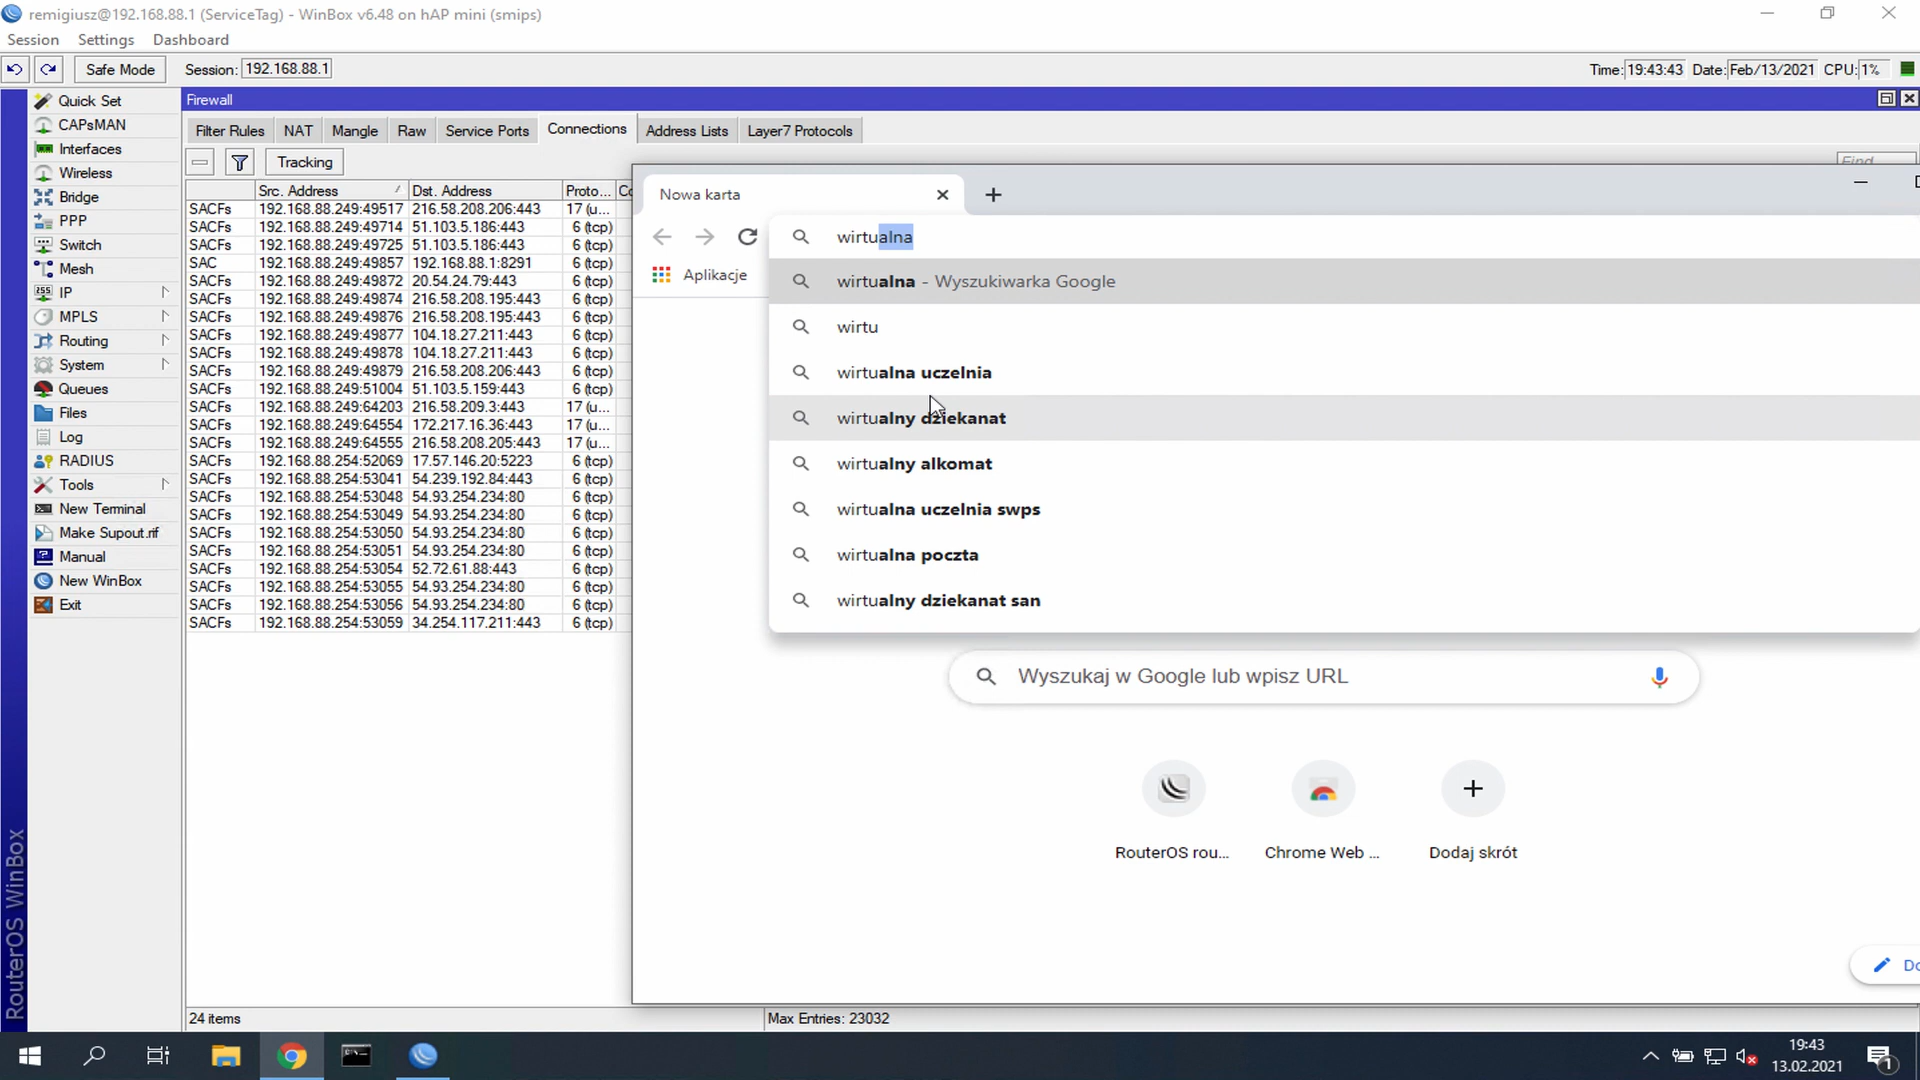 remigiusz@192.168.88.1 (ServiceTag) - WinBox v6.48 on hAP mini (smips)
Session Settings Dashboard
Safe Mode Session: 192.168.88.1 Time: 19:43:43 Date: Feb/13/2021 CPU: 1%
Quick Set
CAPsMAN
Interfaces
Wireless
Bridge
PPP
Switch
Mesh
IP
MPLS
Routing
System
Queues
Files
Log
RADIUS
Tools
New Terminal
Make Supout.rif
Manual
New WinBox
Exit
RouterOS WinBox
Firewall
Filter Rules NAT Mangle Raw Service Ports Connections Address Lists Layer7 Protocols
Tracking Find
Src. Address Dst. Address Proto... Co
SACFs 192.168.88.249:49517 216.58.208.206:443 17 (u...
SACFs 192.168.88.249:49714 51.103.5.186:443 6 (tcp)
SACFs 192.168.88.249:49725 51.103.5.186:443 6 (tcp)
SAC 192.168.88.249:49857 192.168.88.1:8291 6 (tcp)
SACFs 192.168.88.249:49872 20.54.24.79:443 6 (tcp)
SACFs 192.168.88.249:49874 216.58.208.195:443 6 (tcp)
SACFs 192.168.88.249:49876 216.58.208.195:443 6 (tcp)
SACFs 192.168.88.249:49877 104.18.27.211:443 6 (tcp)
SACFs 192.168.88.249:49878 104.18.27.211:443 6 (tcp)
SACFs 192.168.88.249:49879 216.58.208.206:443 6 (tcp)
SACFs 192.168.88.249:51004 51.103.5.159:443 6 (tcp)
SACFs 192.168.88.249:64203 216.58.209.3:443 17 (u...
SACFs 192.168.88.249:64554 172.217.16.36:443 17 (u...
SACFs 192.168.88.249:64555 216.58.208.205:443 17 (u...
SACFs 192.168.88.254:52069 17.57.146.20:5223 6 (tcp)
SACFs 192.168.88.254:53041 54.239.192.84:443 6 (tcp)
SACFs 192.168.88.254:53048 54.93.254.234:80 6 (tcp)
SACFs 192.168.88.254:53049 54.93.254.234:80 6 (tcp)
SACFs 192.168.88.254:53050 54.93.254.234:80 6 (tcp)
SACFs 192.168.88.254:53051 54.93.254.234:80 6 (tcp)
SACFs 192.168.88.254:53054 52.72.61.88:443 6 (tcp)
SACFs 192.168.88.254:53055 54.93.254.234:80 6 (tcp)
SACFs 192.168.88.254:53056 54.93.254.234:80 6 (tcp)
SACFs 192.168.88.254:53059 34.254.117.211:443 6 (tcp)
24 items Max Entries: 23032
Nowa karta
wirtualna
Aplikacje
wirtualna - Wyszukiwarka Google
wirtu
wirtualna uczelnia
wirtualny dziekanat
wirtualny alkomat
wirtualna uczelnia swps
wirtualna poczta
wirtualny dziekanat san
Wyszukaj w Google lub wpisz URL
RouterOS rou... Chrome Web ... Dodaj skrót
Do
19:43
13.02.2021
1